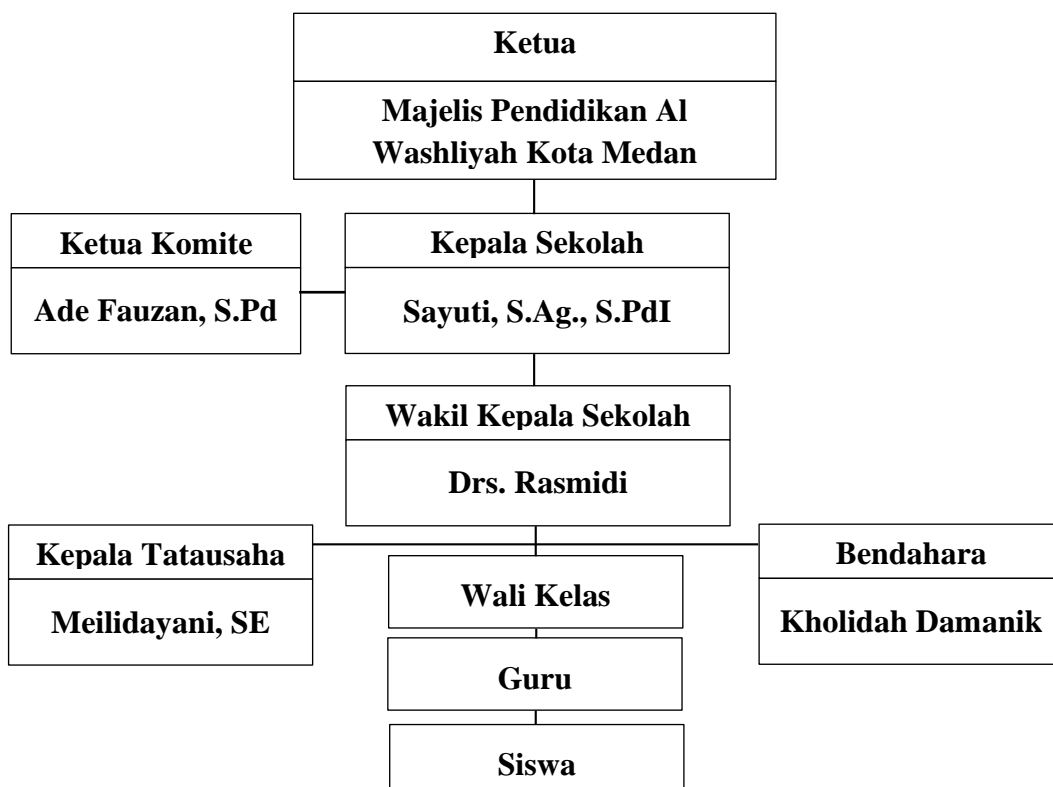 Ketua
Majelis Pendidikan Al
Washliyah Kota Medan
Ketua Komite
Ade Fauzan, S.Pd
Kepala Sekolah
Sayuti, S.Ag., S.PdI
Wakil Kepala Sekolah
Drs. Rasmidi
Kepala Tatausaha
Meilidayani, SE
Wali Kelas
Bendahara
Kholidah Damanik
Guru
Siswa